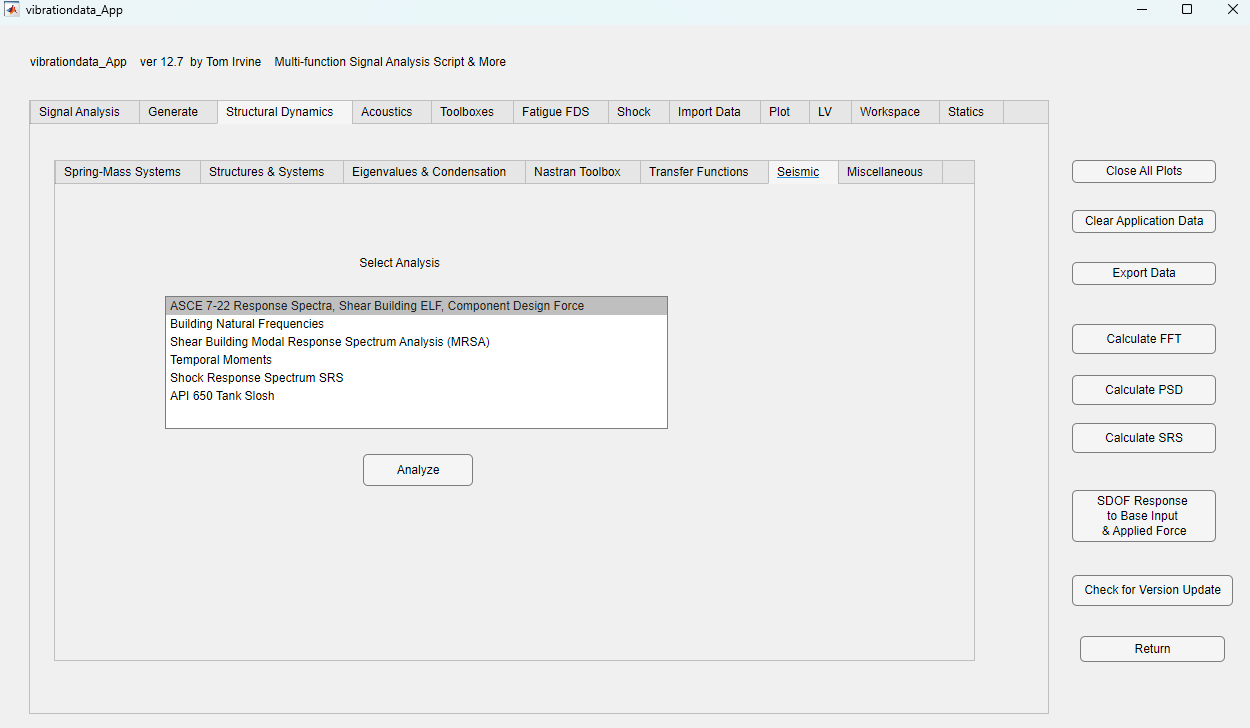 vibrationdata_App
vibrationdata_App ver 12.7 by Tom Irvine Multi-function Signal Analysis Script & More
Signal Analysis Generate Structural Dynamics Acoustics Toolboxes Fatigue FDS Shock Import Data Plot LV Workspace Statics
Spring-Mass Systems Structures & Systems Eigenvalues & Condensation Nastran Toolbox Transfer Functions Seismic Miscellaneous
Select Analysis
ASCE 7-22 Response Spectra, Shear Building ELF, Component Design Force
Building Natural Frequencies
Shear Building Modal Response Spectrum Analysis (MRSA)
Temporal Moments
Shock Response Spectrum SRS
API 650 Tank Slosh
Analyze
Close All Plots
Clear Application Data
Export Data
Calculate FFT
Calculate PSD
Calculate SRS
SDOF Response
to Base Input
& Applied Force
Check for Version Update
Return